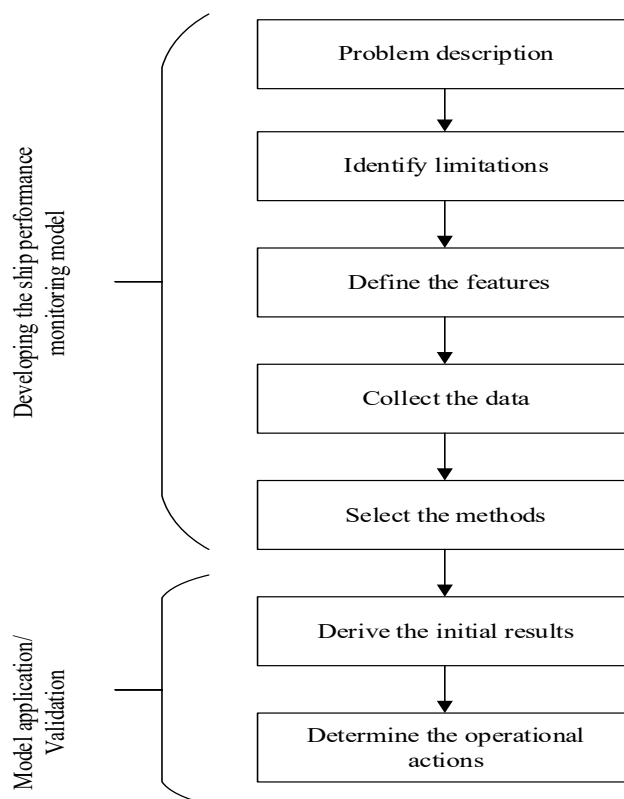 Developing the ship performance
monitoring model
Problem description
Identify limitations
Define the features
Collect the data
Select the methods
Model application/
Validation
Derive the initial results
Determine the operational
actions